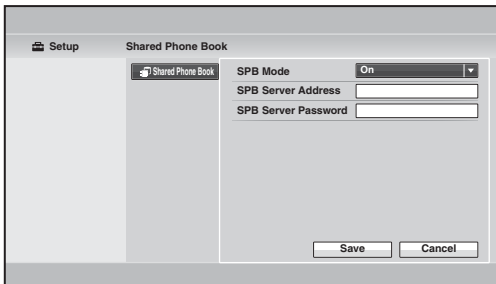 Setup
Shared Phone Book
Shared Phone Book
SPB Mode
On
SPB Server Address
SPB Server Password
Save
Cancel